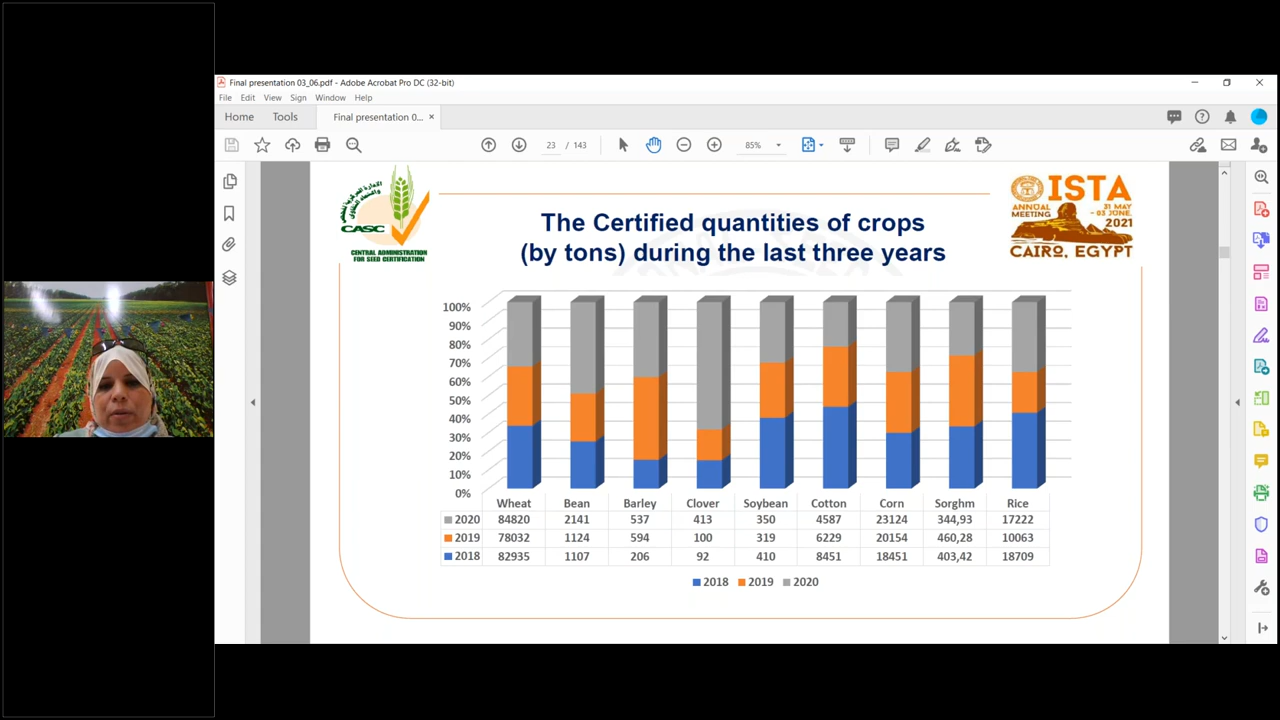 Final presentation 03_06.pdf - Adobe Acrobat Pro DC (32-bit)
File Edit View Sign Window Help
Home Tools Final presentation 0... ×
23 / 143 85%
CASC
CENTRAL ADMINISTRATION
FOR SEED CERTIFICATION
The Certified quantities of crops
(by tons) during the last three years
ISTA
ANNUAL
MEETING
31 MAY
- 03 JUNE,
2021
CAIRO, EGYPT
100%
90%
80%
70%
60%
50%
40%
30%
20%
10%
0%
Wheat Bean Barley Clover Soybean Cotton Corn Sorghm Rice
2020 84820 2141 537 413 350 4587 23124 344,93 17222
2019 78032 1124 594 100 319 6229 20154 460,28 10063
2018 82935 1107 206 92 410 8451 18451 403,42 18709
2018 2019 2020